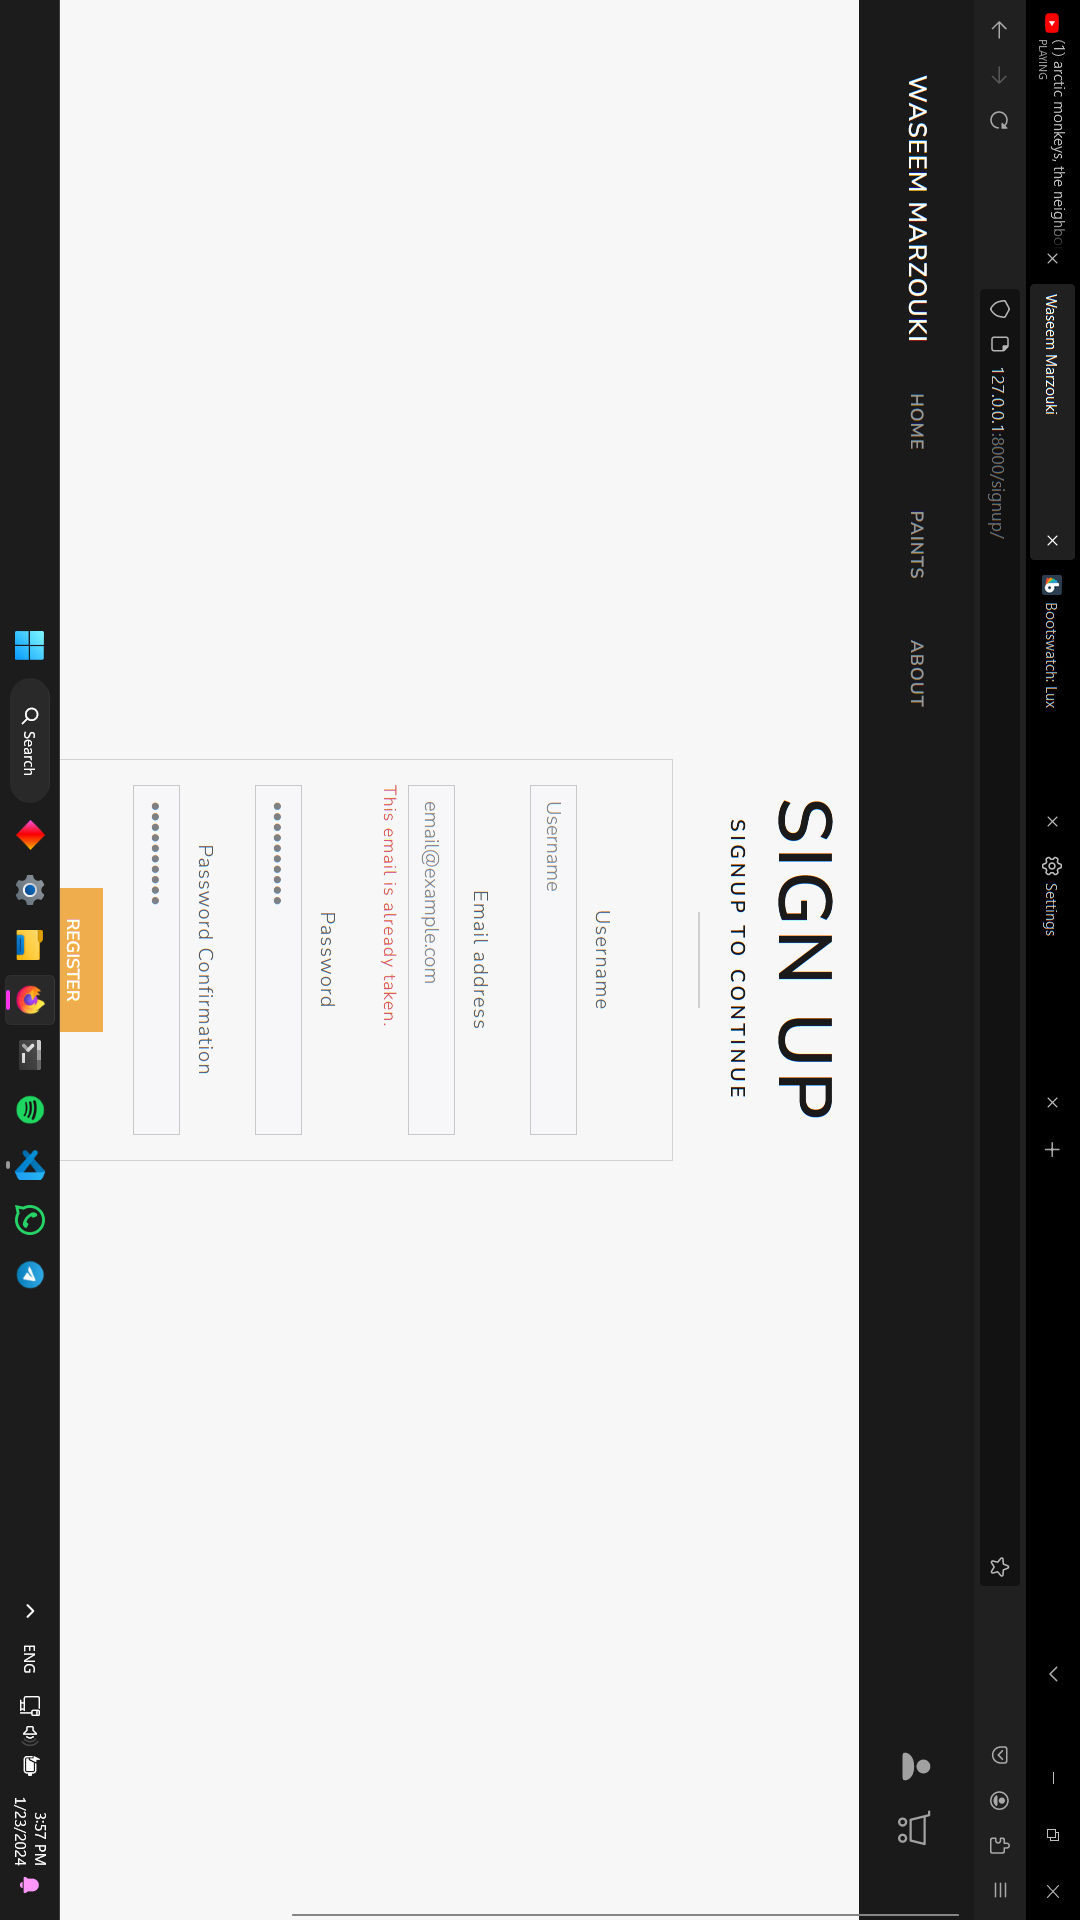 (1) arctic monkeys, the neighbo
PLAYING
Waseem Marzouki
Bootswatch: Lux
Settings
127.0.0.1:8000/signup/
WASEEM MARZOUKI
HOME
PAINTS
ABOUT
SIGN UP
SIGNUP TO CONTINUE
Username
Username
Email address
email@example.com
This email is already taken.
Password
Password Confirmation
REGISTER
Search
ENG
3:57 PM
1/23/2024